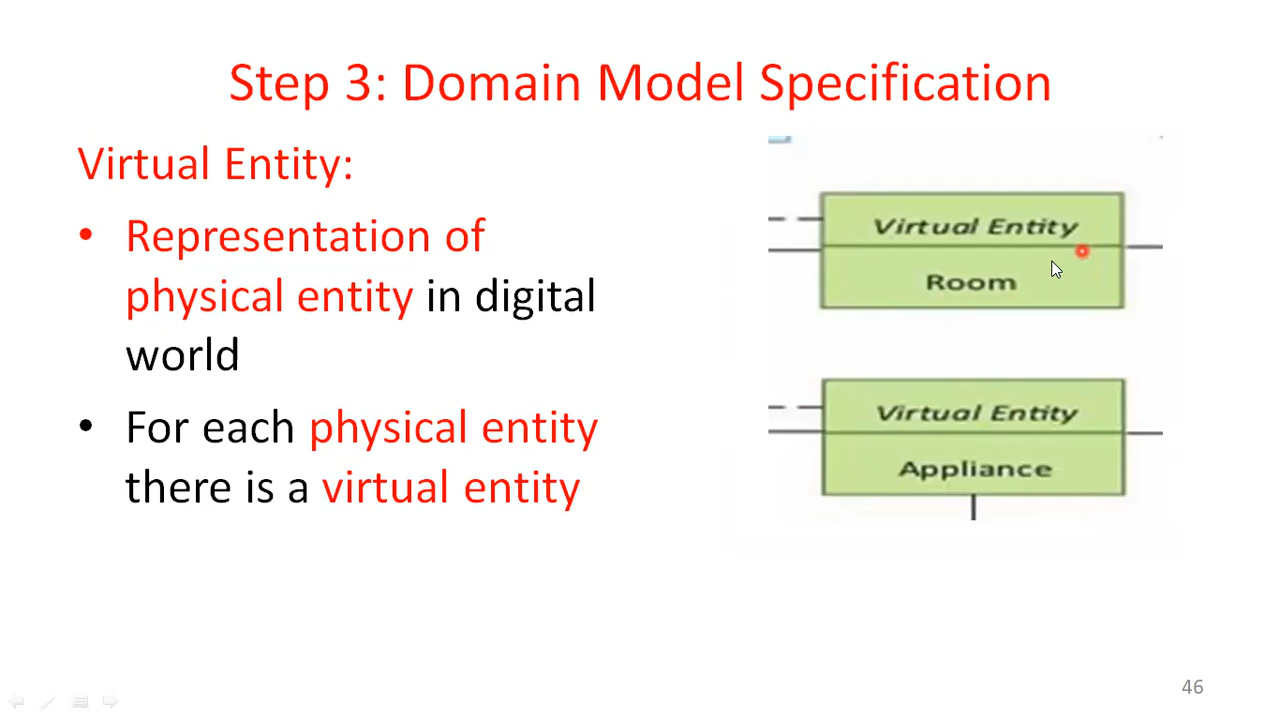 Step 3: Domain Model Specification
Virtual Entity:
• Representation of
physical entity in digital
world
• For each physical entity
there is a virtual entity
Virtual Entity
Room
Virtual Entity
Appliance
46